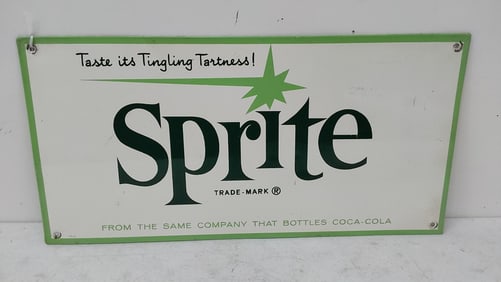 Taste its Tingling Tartness!
Sprite
TRADE-MARK ®
FROM THE SAME COMPANY THAT BOTTLES COCA-COLA